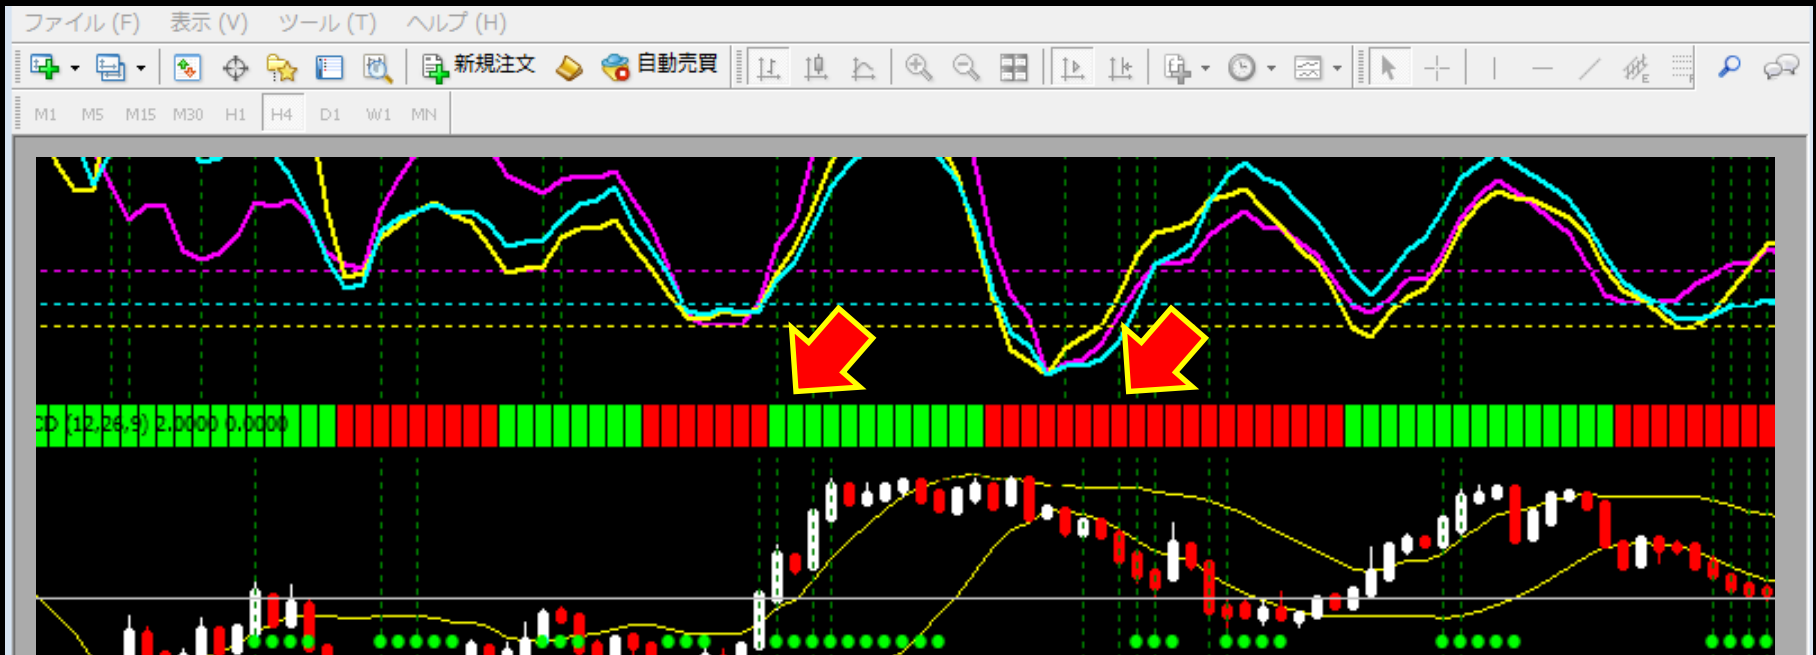 ファイル (F) 表示 (V) ツール (T) ヘルプ (H)
新規注文 自動売買
M1 M5 M15 M30 H1 H4 D1 W1 MN
CD (12,26,9) 2.0000 0.0000